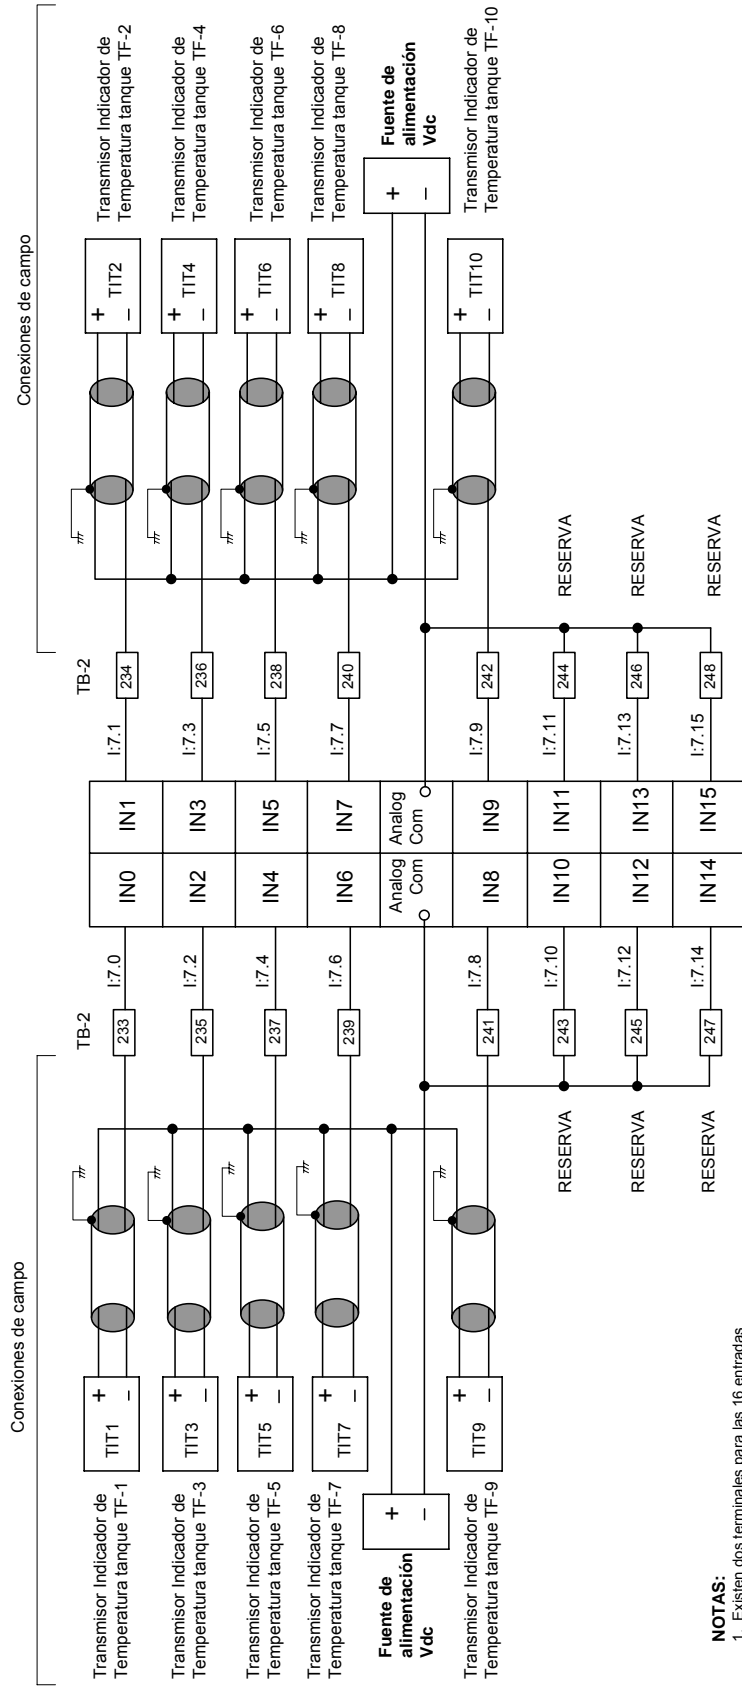 Conexiones de campo
Conexiones de campo
Transmisor Indicador de
Temperatura tanque TF-1
TIT1
+
–
TB-2
233
I:7.0
IN0
IN1
I:7.1
TB-2
234
+
–
TIT2
Transmisor Indicador de
Temperatura tanque TF-2
Transmisor Indicador de
Temperatura tanque TF-3
TIT3
+
–
235
I:7.2
IN2
IN3
I:7.3
236
+
–
TIT4
Transmisor Indicador de
Temperatura tanque TF-4
Transmisor Indicador de
Temperatura tanque TF-5
TIT5
+
–
237
I:7.4
IN4
IN5
I:7.5
238
+
–
TIT6
Transmisor Indicador de
Temperatura tanque TF-6
Transmisor Indicador de
Temperatura tanque TF-7
TIT7
+
–
239
I:7.6
IN6
IN7
I:7.7
240
+
–
TIT8
Transmisor Indicador de
Temperatura tanque TF-8
Fuente de
alimentación
Vdc
+
–
Analog
Com
Analog
Com
+
–
Fuente de
alimentación
Vdc
Transmisor Indicador de
Temperatura tanque TF-9
TIT9
+
–
241
I:7.8
IN8
IN9
I:7.9
242
+
–
TIT10
Transmisor Indicador de
Temperatura tanque TF-10
RESERVA
243
I:7.10
IN10
IN11
I:7.11
244
RESERVA
RESERVA
245
I:7.12
IN12
IN13
I:7.13
246
RESERVA
RESERVA
247
I:7.14
IN14
IN15
I:7.15
248
RESERVA
NOTAS:
1. Existen dos terminales para las 16 entradas